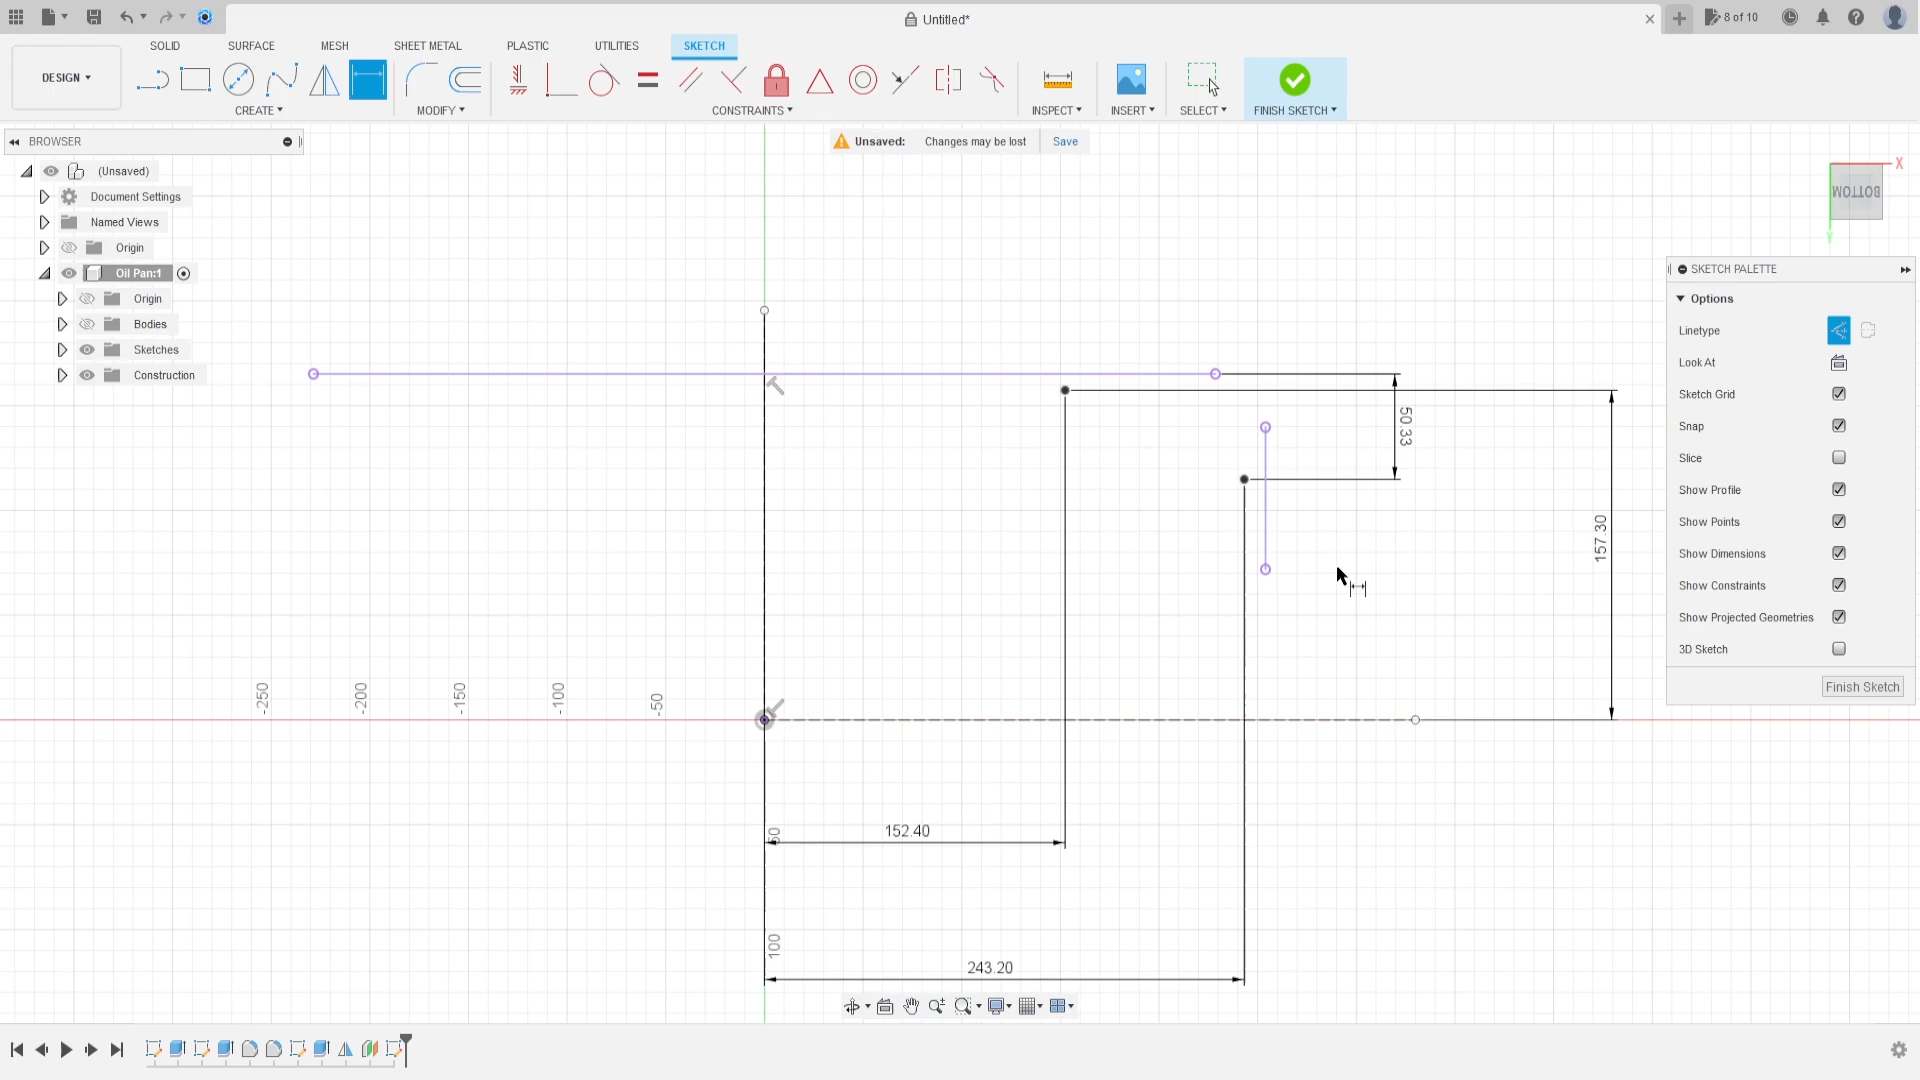 Untitled*
8 of 10
DESIGN
SOLID
SURFACE
MESH
SHEET METAL
PLASTIC
UTILITIES
SKETCH
CREATE
MODIFY
CONSTRAINTS
INSPECT
INSERT
SELECT
FINISH SKETCH
BROWSER
Unsaved: Changes may be lost Save
(Unsaved)
Document Settings
Named Views
Origin
Oil Pan:1
Origin
Bodies
Sketches
Construction
X
BOTTOM
Y
SKETCH PALETTE
Options
Linetype
Look At
Sketch Grid
Snap
Slice
Show Profile
Show Points
Show Dimensions
Show Constraints
Show Projected Geometries
3D Sketch
Finish Sketch
50.33
157.30
-250
-200
-150
-100
-50
50
152.40
100
243.20